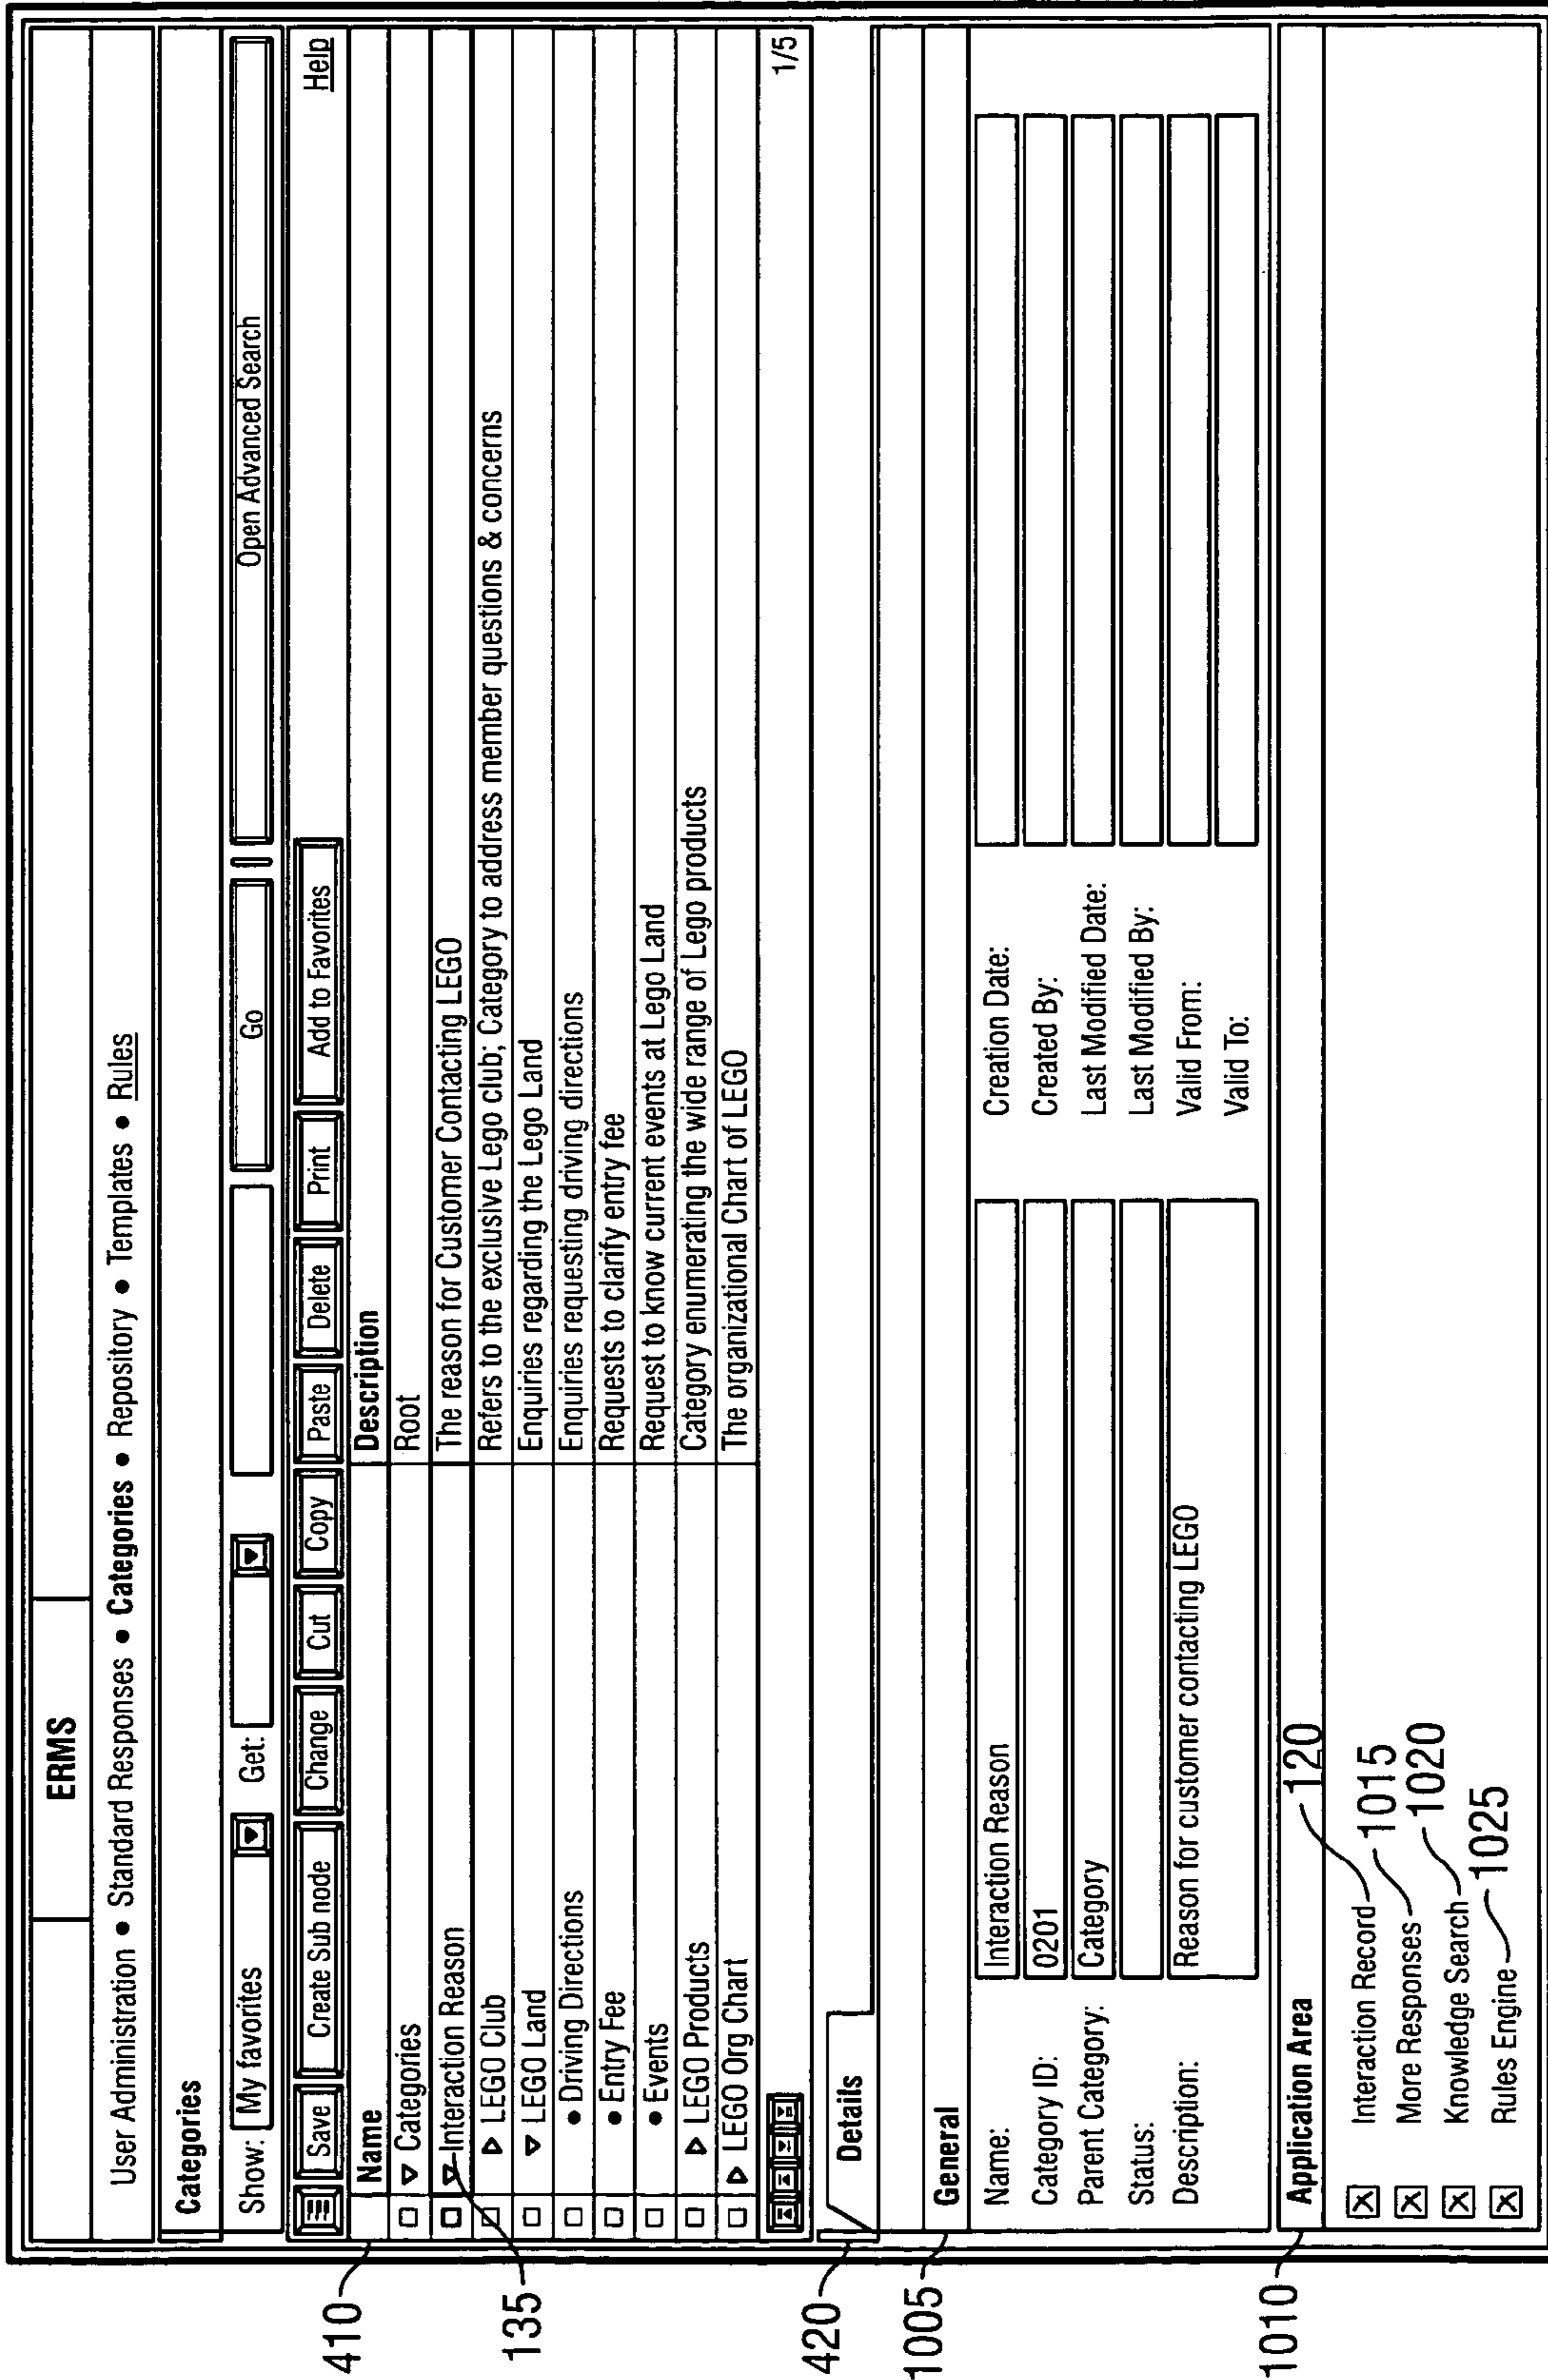 ERMS
User Administration • Standard Responses • Categories • Repository • Templates • Rules
Categories
Show: My favorites Get: Go Open Advanced Search
Save Create Sub node Change Cut Copy Paste Delete Print Add to Favorites Help
410
Name Description
Categories Root
135
Interaction Reason The reason for Customer Contacting LEGO
LEGO Club Refers to the exclusive Lego club; Category to address member questions & concerns
LEGO Land Enquiries regarding the Lego Land
• Driving Directions Enquiries requesting driving directions
• Entry Fee Requests to clarify entry fee
• Events Request to know current events at Lego Land
LEGO Products Category enumerating the wide range of Lego products
LEGO Org Chart The organizational Chart of LEGO
1/5
420
Details
1005
General
Name: Interaction Reason Creation Date:
Category ID: 0201 Created By:
Parent Category: Category Last Modified Date:
Status: Last Modified By:
Description: Reason for customer contacting LEGO Valid From:
Valid To:
1010
Application Area
X Interaction Record 120
X More Responses 1015
X Knowledge Search 1020
X Rules Engine 1025